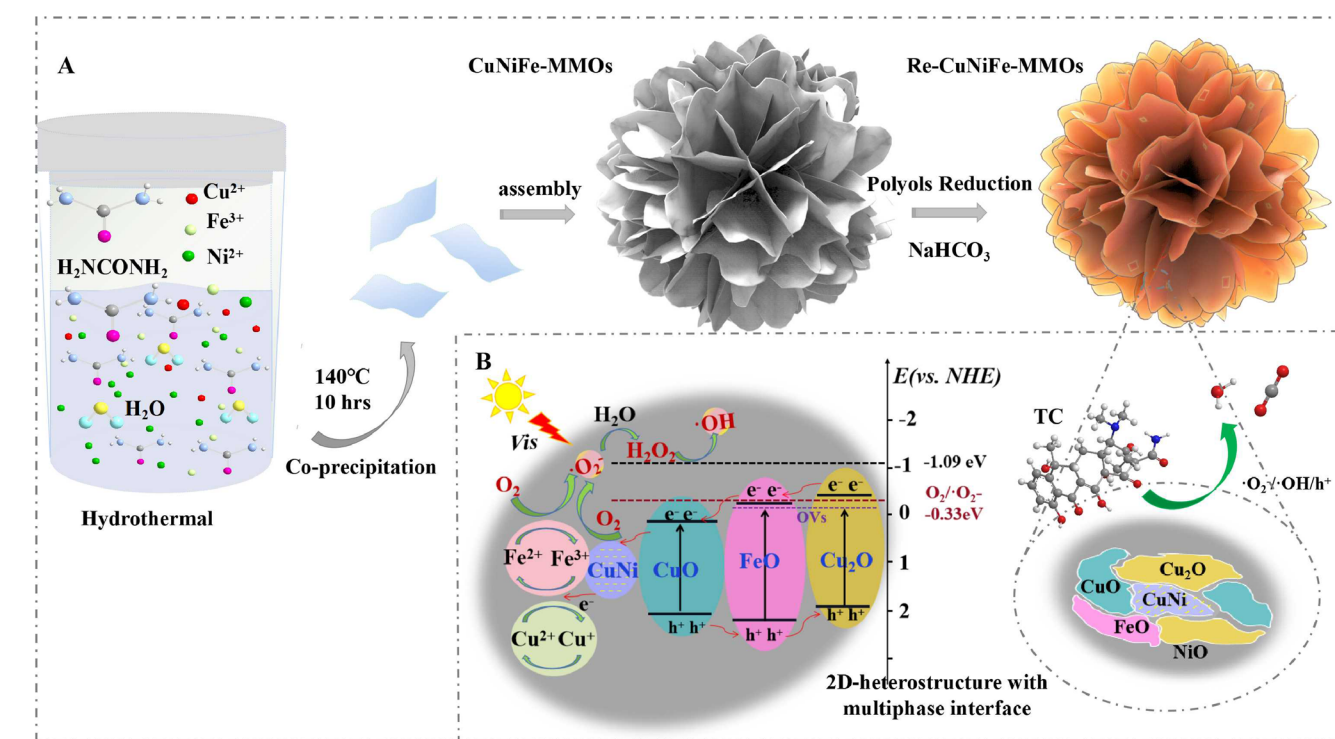 A
CuNiFe-MMOs
Re-CuNiFe-MMOs
Cu²⁺
Fe³⁺
Ni²⁺
H₂NCONH₂
H₂O
Hydrothermal
140℃
10 hrs
Co-precipitation
assembly
Polyols Reduction
NaHCO₃
B
E(vs. NHE)
Vis
H₂O
·OH
H₂O₂
·O₂⁻
O₂
O₂
-2
-1
0
1
2
-1.09 eV
O₂/·O₂⁻
-0.33eV
OVs
e⁻ e⁻
e⁻ e⁻
e⁻ e⁻
Fe²⁺ Fe³⁺
CuNi
CuO
FeO
Cu₂O
e⁻
Cu²⁺ Cu⁺
h⁺ h⁺
h⁺ h⁺
h⁺ h⁺
2D-heterostructure with
multiphase interface
TC
·O₂⁻/·OH/h⁺
CuO
Cu₂O
CuNi
FeO
NiO